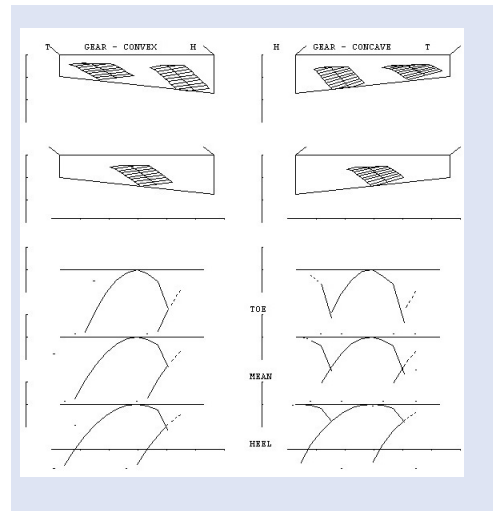 T GEAR - CONVEX H
H GEAR - CONCAVE T
TOE
MEAN
HEEL